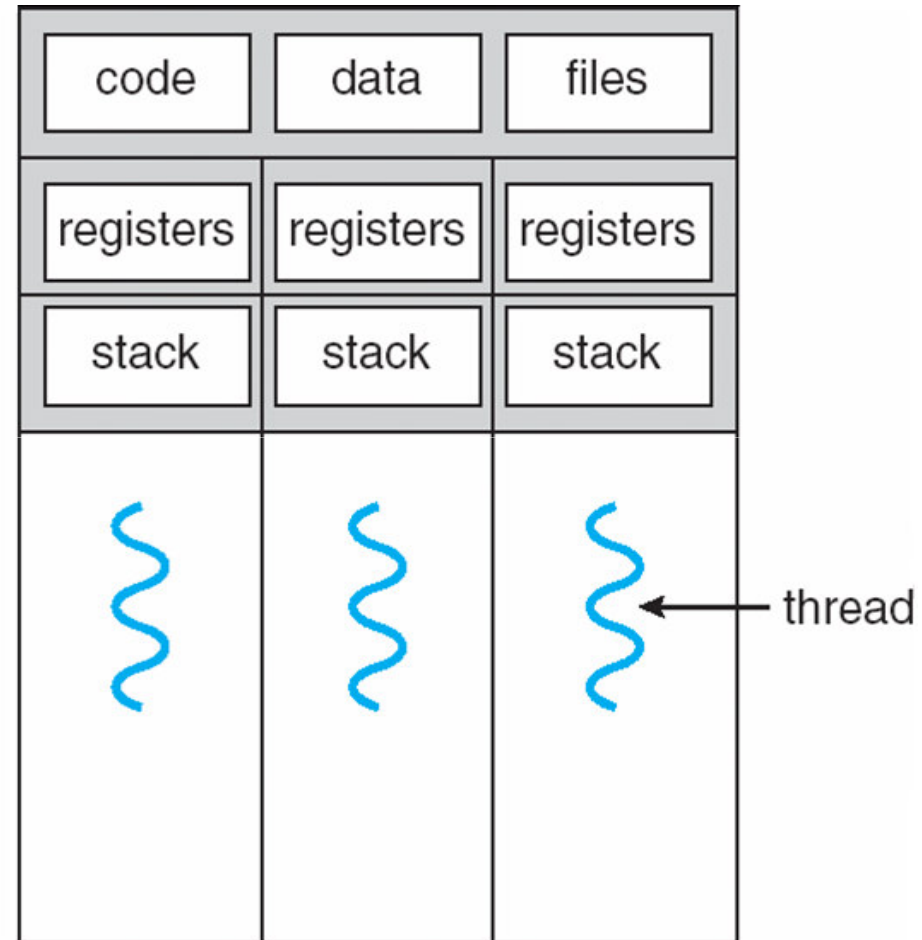 code data files
registers registers registers
stack stack stack
thread